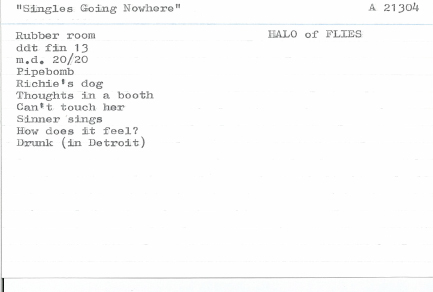 "Singles Going Nowhere" A 21304
Rubber room HALO of FLIES
ddt fin 13
m.d. 20/20
Pipebomb
Richie's dog
Thoughts in a booth
Can't touch her
Sinner sings
How does it feel?
Drunk (in Detroit)